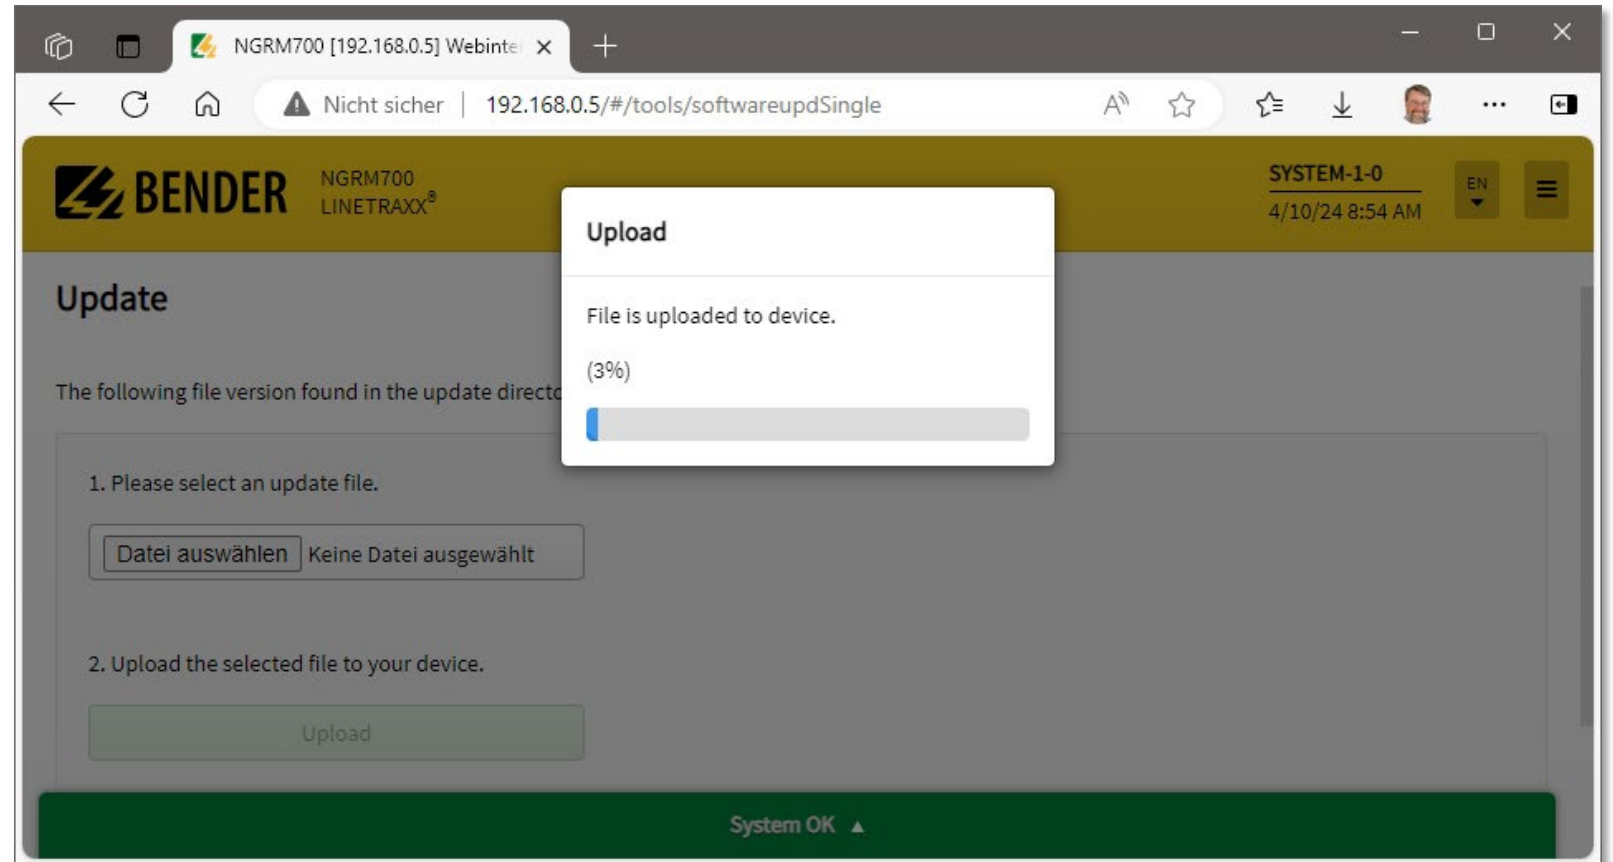 NGRM700 [192.168.0.5] Webinte
Nicht sicher | 192.168.0.5/#/tools/softwareupdSingle
BENDER
NGRM700
LINETRAXX®
SYSTEM-1-0
4/10/24 8:54 AM
EN
Upload
File is uploaded to device.
(3%)
Update
The following file version found in the update directo
1. Please select an update file.
Datei auswählen Keine Datei ausgewählt
2. Upload the selected file to your device.
Upload
System OK ▲